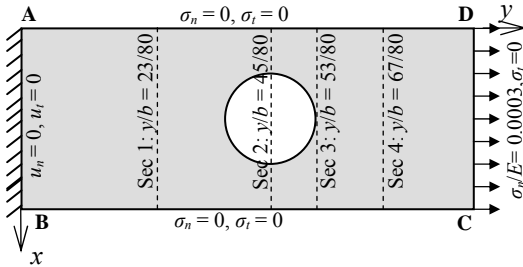 σₙ = 0, σₜ = 0
A
D
y
uₙ = 0, uₜ = 0
Sec 1: y/b = 23/80
Sec 2: y/b = 45/80
Sec 3: y/b = 53/80
Sec 4: y/b = 67/80
σₙ/E= 0.0003, σₜ=0
B
σₙ = 0, σₜ = 0
C
x